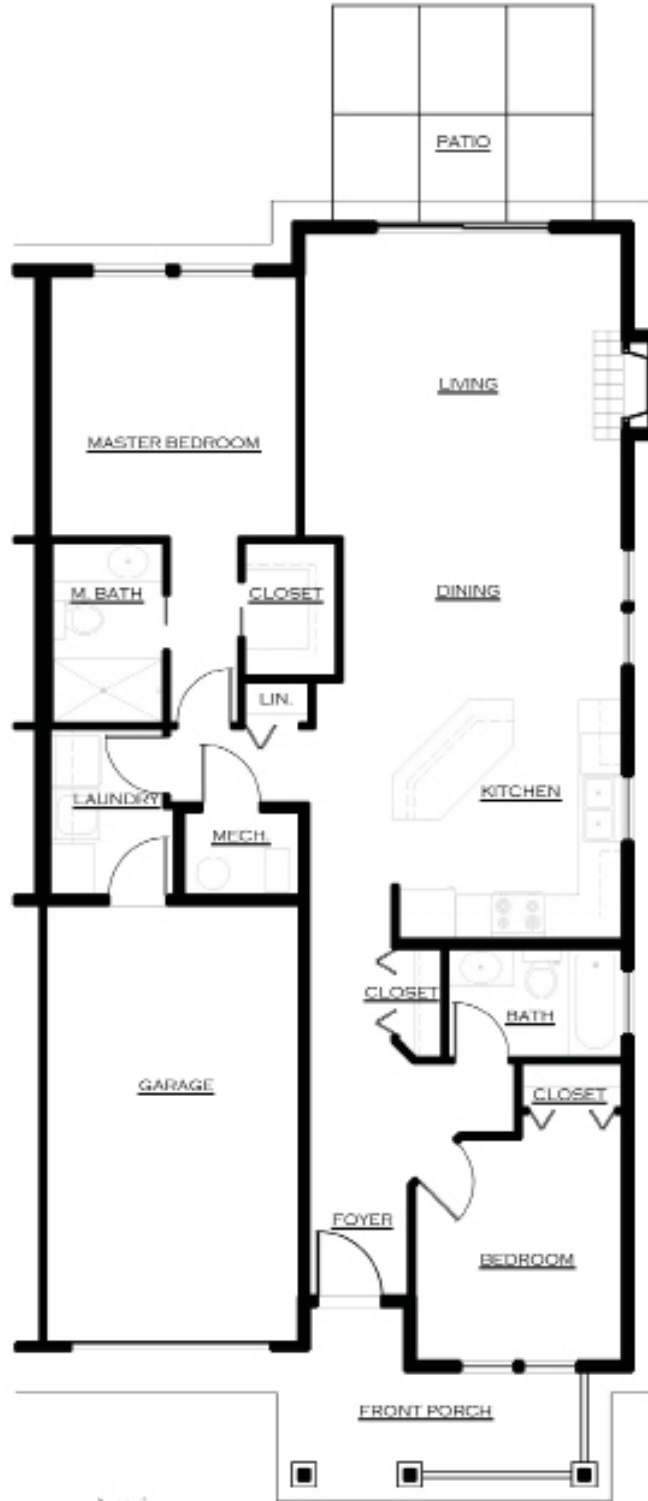 PATIO
LIVING
MASTER BEDROOM
M. BATH
CLOSET
DINING
LIN.
LAUNDRY
KITCHEN
MECH.
CLOSET
BATH
GARAGE
CLOSET
FOYER
BEDROOM
FRONT PORCH